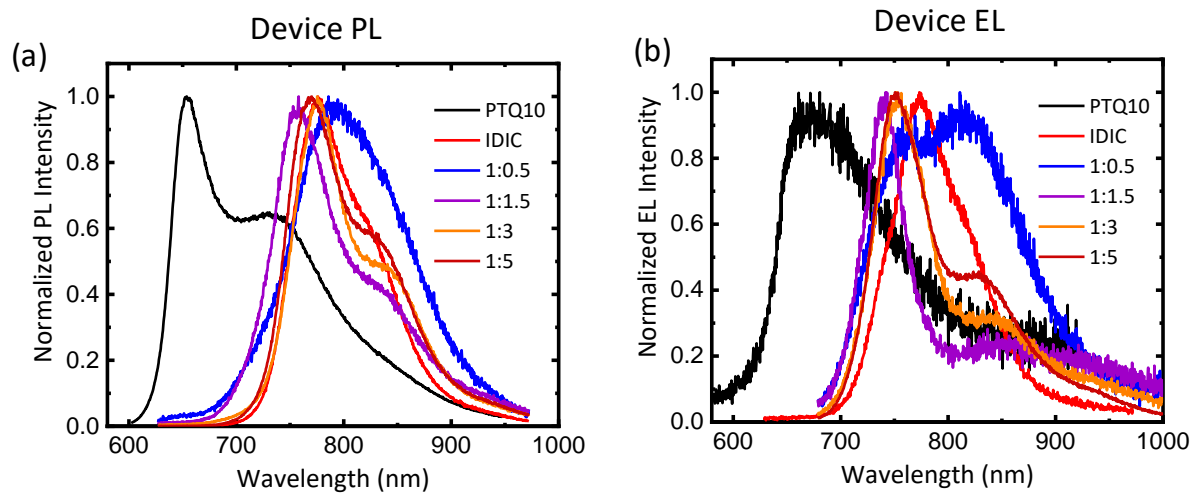 Device PL
(a)
Normalized PL Intensity
1.0
0.8
0.6
0.4
0.2
0.0
600 700 800 900 1000
Wavelength (nm)
PTQ10
IDIC
1:0.5
1:1.5
1:3
1:5
Device EL
(b)
Normalized EL Intensity
1.0
0.8
0.6
0.4
0.2
0.0
600 700 800 900 1000
Wavelength (nm)
PTQ10
IDIC
1:0.5
1:1.5
1:3
1:5